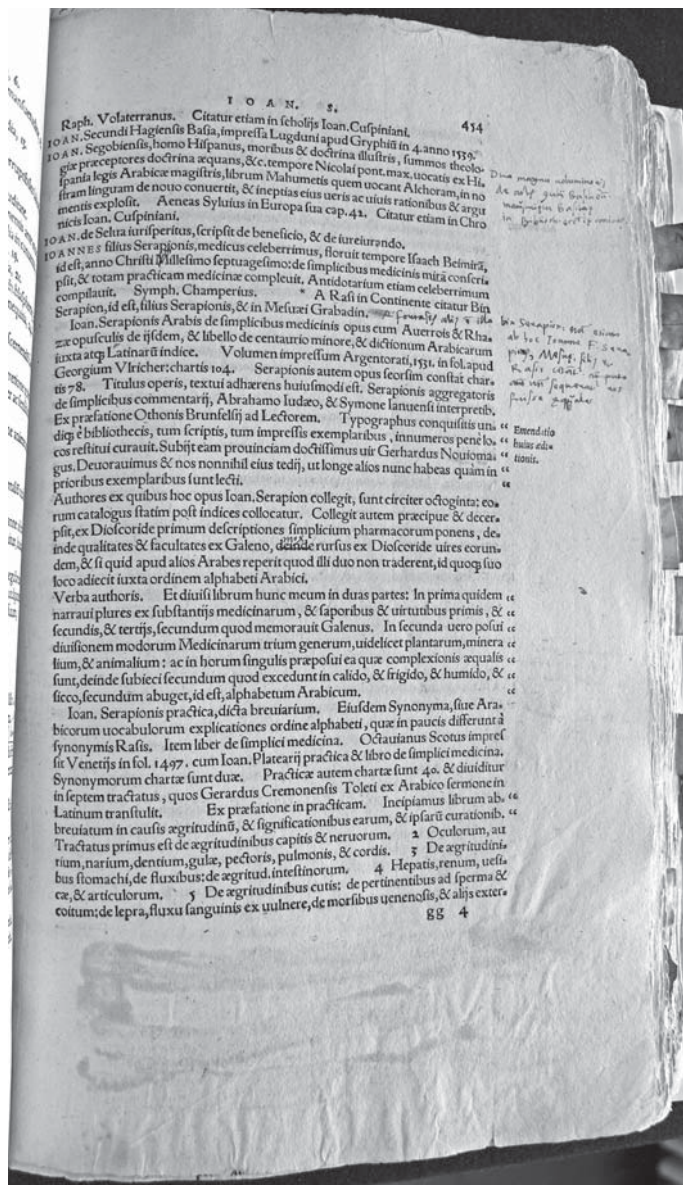 IOAN. S.
454
Raph. Volaterranus. Citatur etiam in ſcholijs Ioan. Cuſpiniani.
IOAN. Secundi Hagienſis Baſia, impreſſa Lugduni apud Gryphiũ in 4. anno 1539.
IOAN. Segobienſis, homo Hiſpanus, moribus & doctrina illuſtris, ſummos theolo-
giæ præceptores doctrina æquans, &c. tempore Nicolai pont. max. uocatis ex Hi
ſpania legis Arabicæ magiſtris, librum Mahumetis quem uocant Alchoram, in no
ſtram linguam de nouo conuertit, & ineptias eius ueris ac uiuis rationibus & argu
mentis exploſit. Aeneas Syluius in Europa ſua cap. 42. Citatur etiam in Chro
nicis Ioan. Cuſpiniani.
IOAN. de Selua iuriſperitus, ſcripſit de beneficio, & de iureiurando.
IOANNES filius Serapionis, medicus celeberrimus, floruit tempore Iſaach Beimirã,
id eſt, anno Chriſti Milleſimo ſeptuageſimo: de ſimplicibus medicinis mirã conſcri-
pſit, & totam practicam medicinæ compleuit. Antidotarium etiam celeberrimum
compilauit. Symph. Champerius. * A Raſi in Continente citatur Bin
Serapion, id eſt, filius Serapionis, & in Meſuæi Grabadin.
Ioan. Serapionis Arabis de ſimplicibus medicinis opus cum Auerrois & Rha-
zæ opuſculis de ijſdem, & libello de centaurio minore, & dictionum Arabicarum
iuxta atq; Latinarũ indice. Volumen impreſſum Argentorati, 1531. in fol. apud
Georgium Vlricher: chartis 104. Serapionis autem opus ſeorſim conſtat char-
tis 78. Titulus operis, textui adhærens huiuſmodi eſt. Serapionis aggregatoris
de ſimplicibus commentarij, Abrahamo Iudæo, & Symone Ianuenſi interpretib.
Ex præfatione Othonis Brunfelſij ad Lectorem. Typographus conquiſitis un- “
diq; è bibliothecis, tum ſcriptis, tum impreſſis exemplaribus, innumeros penè lo- “ Emendatio
cos reſtitui curauit. Subijt eam prouinciam doctiſſimus uir Gerhardus Nouioma- “ huius edi-
gus. Deuorauimus & nos nonnihil eius tedij, ut longe alios nunc habeas quàm in “ tionis.
prioribus exemplaribus ſunt lecti. “
Authores ex quibus hoc opus Ioan. Serapion collegit, ſunt circiter octoginta: eo-
rum catalogus ſtatim poſt indices collocatur. Collegit autem præcipue & decer-
pſit, ex Dioſcoride primum deſcriptiones ſimplicium pharmacorum ponens, de-
inde qualitates & facultates ex Galeno, deinde rurſus ex Dioſcoride uires eorun-
dem, & ſi quid apud alios Arabes reperit quod illi duo non traderent, id quoq; ſuo
loco adiecit iuxta ordinem alphabeti Arabici.
Verba authoris. Et diuiſi librum hunc meum in duas partes: In prima quidem “
narraui plures ex ſubſtantijs medicinarum, & ſaporibus & uirtutibus primis, & “
ſecundis, & tertijs, ſecundum quod memorauit Galenus. In ſecunda uero poſui “
diuiſionem modorum Medicinarum trium generum, uidelicet plantarum, minera “
lium, & animalium: ac in horum ſingulis præpoſui ea quæ complexionis æqualis “
ſunt, deinde ſubieci ſecundum quod excedunt in calido, & frigido, & humido, & “
ſicco, ſecundum abuget, id eſt, alphabetum Arabicum. “
Ioan. Serapionis practica, dicta breuiarium. Eiuſdem Synonyma, ſiue Ara-
bicorum uocabulorum explicationes ordine alphabeti, quæ in paucis differunt à
ſynonymis Raſis. Item liber de ſimplici medicina. Octauianus Scotus impreſ
ſit Venetijs in fol. 1497. cum Ioan. Platearij practica & libro de ſimplici medicina.
Synonymorum chartæ ſunt duæ. Practicæ autem chartæ ſunt 40. & diuiditur
in ſeptem tractatus, quos Gerardus Cremonenſis Toleti ex Arabico ſermone in
Latinum tranſtulit. Ex præfatione in practicam. Incipiamus librum ab- “
breuiatum in cauſis ægritudinũ, & ſignificationibus earum, & ipſarũ curationib. “
Tractatus primus eſt de ægritudinibus capitis & neruorum. 2 Oculorum, au
rium, narium, dentium, gulæ, pectoris, pulmonis, & cordis. 3 De ægritudini-
bus ſtomachi, de fluxibus: de ægritud. inteſtinorum. 4 Hepatis, renum, ueſi-
cæ, & articulorum. 5 De ægritudinibus cutis: de pertinentibus ad ſperma &
coitum: de lepra, fluxu ſanguinis ex uulnere, de morſibus uenenoſis, & alijs exter-
gg 4